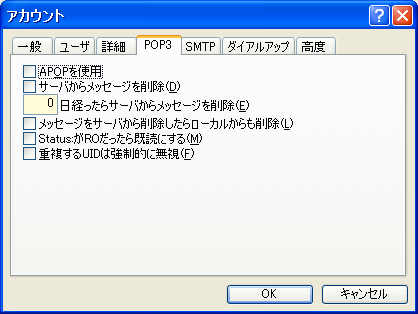 アカウント
一般 ユーザ 詳細 POP3 SMTP ダイアルアップ 高度
APOPを使用
サーバからメッセージを削除(D)
0 日経ったらサーバからメッセージを削除(E)
メッセージをサーバから削除したらローカルからも削除(L)
Status:がROだったら既読にする(M)
重複するUIDは強制的に無視(F)
OK キャンセル